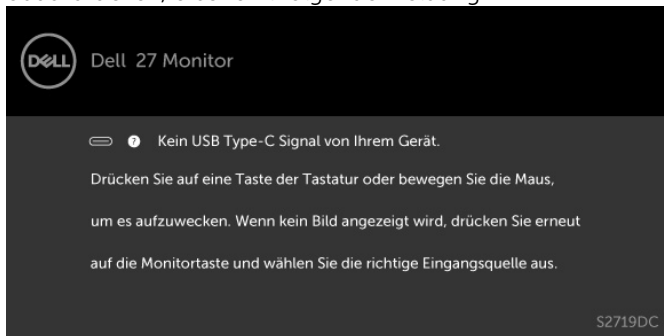 DELL
Dell 27 Monitor
? Kein USB Type-C Signal von Ihrem Gerät.
Drücken Sie auf eine Taste der Tastatur oder bewegen Sie die Maus,
um es aufzuwecken. Wenn kein Bild angezeigt wird, drücken Sie erneut
auf die Monitortaste und wählen Sie die richtige Eingangsquelle aus.
S2719DC